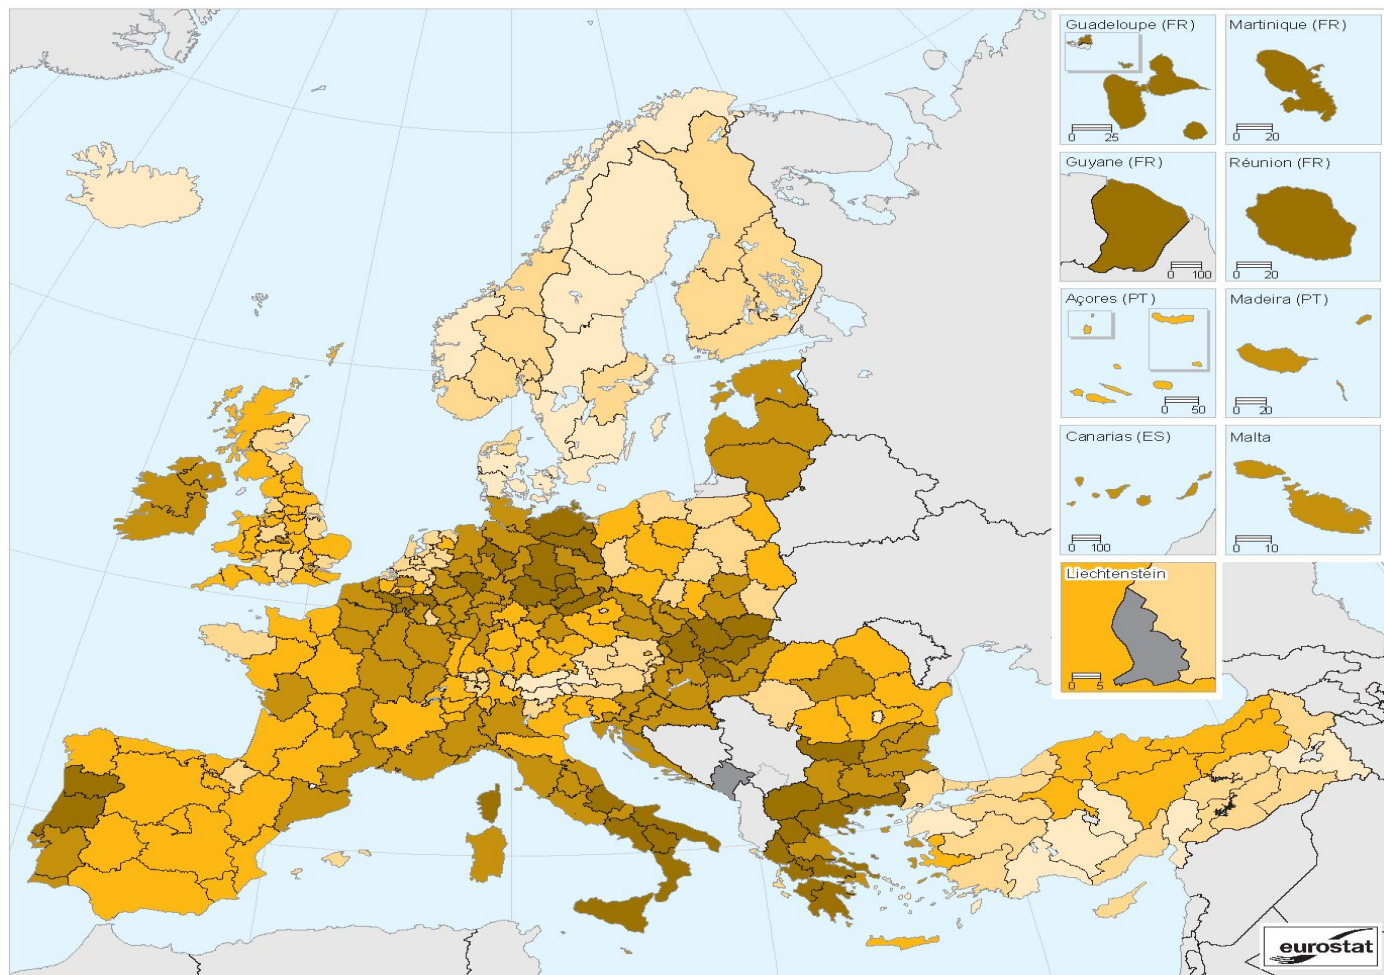 Guadeloupe (FR)
0 25
Martinique (FR)
0 20
Guyane (FR)
0 100
Réunion (FR)
0 20
Açores (PT)
0 50
Madeira (PT)
0 20
Canarias (ES)
0 100
Malta
0 10
Liechtenstein
0 5
eurostat